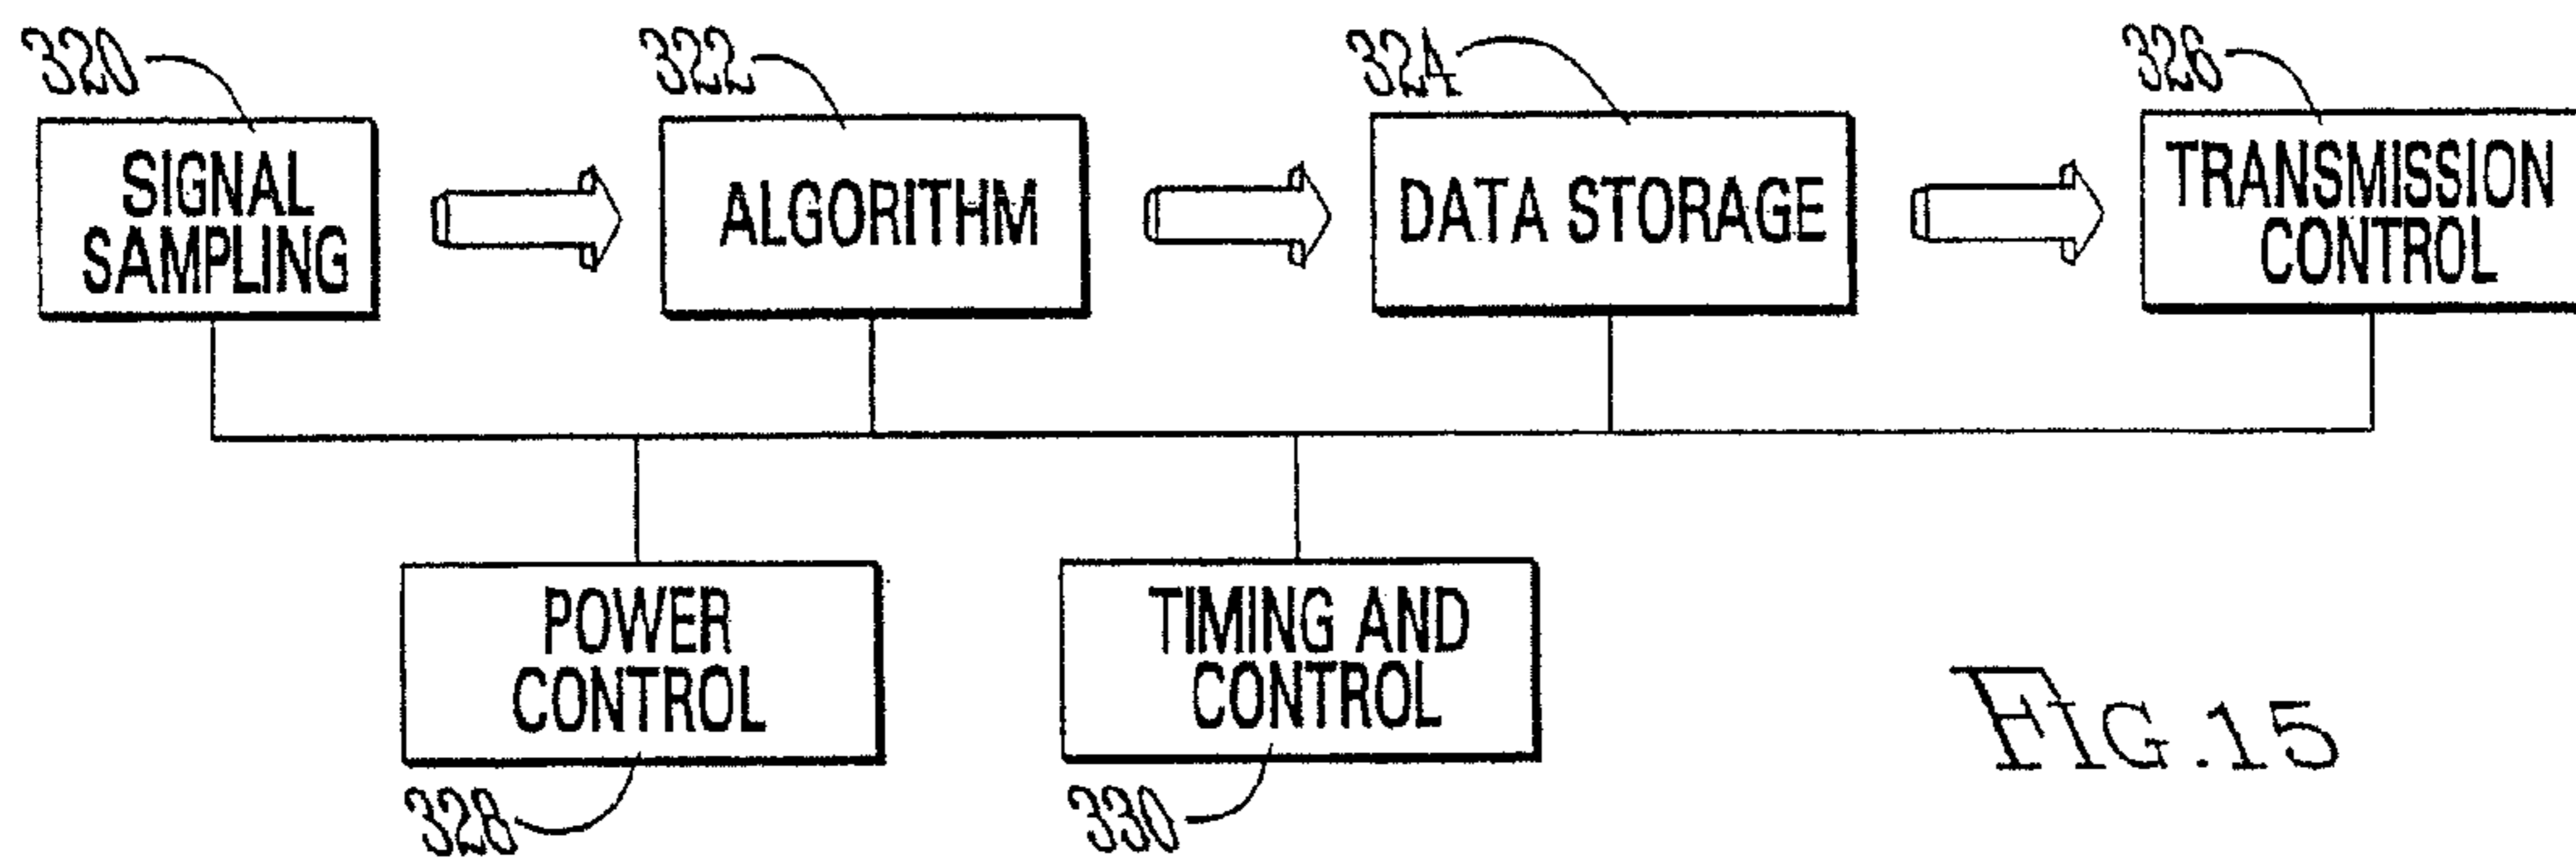 320
322
324
326
SIGNAL
SAMPLING
ALGORITHM
DATA STORAGE
TRANSMISSION
CONTROL
POWER
CONTROL
TIMING AND
CONTROL
328
330
FIG.15